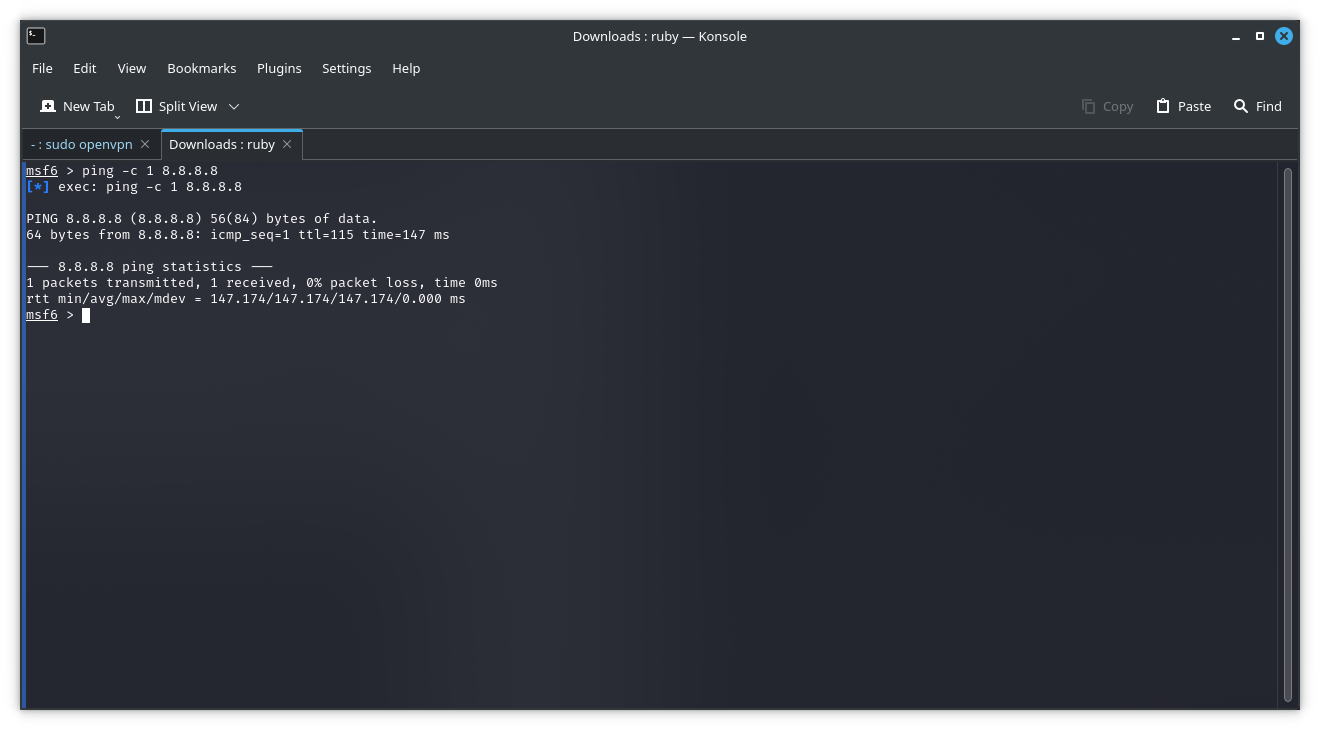 Downloads : ruby — Konsole
File Edit View Bookmarks Plugins Settings Help
New Tab Split View Copy Paste Find
- : sudo openvpn Downloads : ruby
msf6 > ping -c 1 8.8.8.8
[*] exec: ping -c 1 8.8.8.8
PING 8.8.8.8 (8.8.8.8) 56(84) bytes of data.
64 bytes from 8.8.8.8: icmp_seq=1 ttl=115 time=147 ms
--- 8.8.8.8 ping statistics ---
1 packets transmitted, 1 received, 0% packet loss, time 0ms
rtt min/avg/max/mdev = 147.174/147.174/147.174/0.000 ms
msf6 >